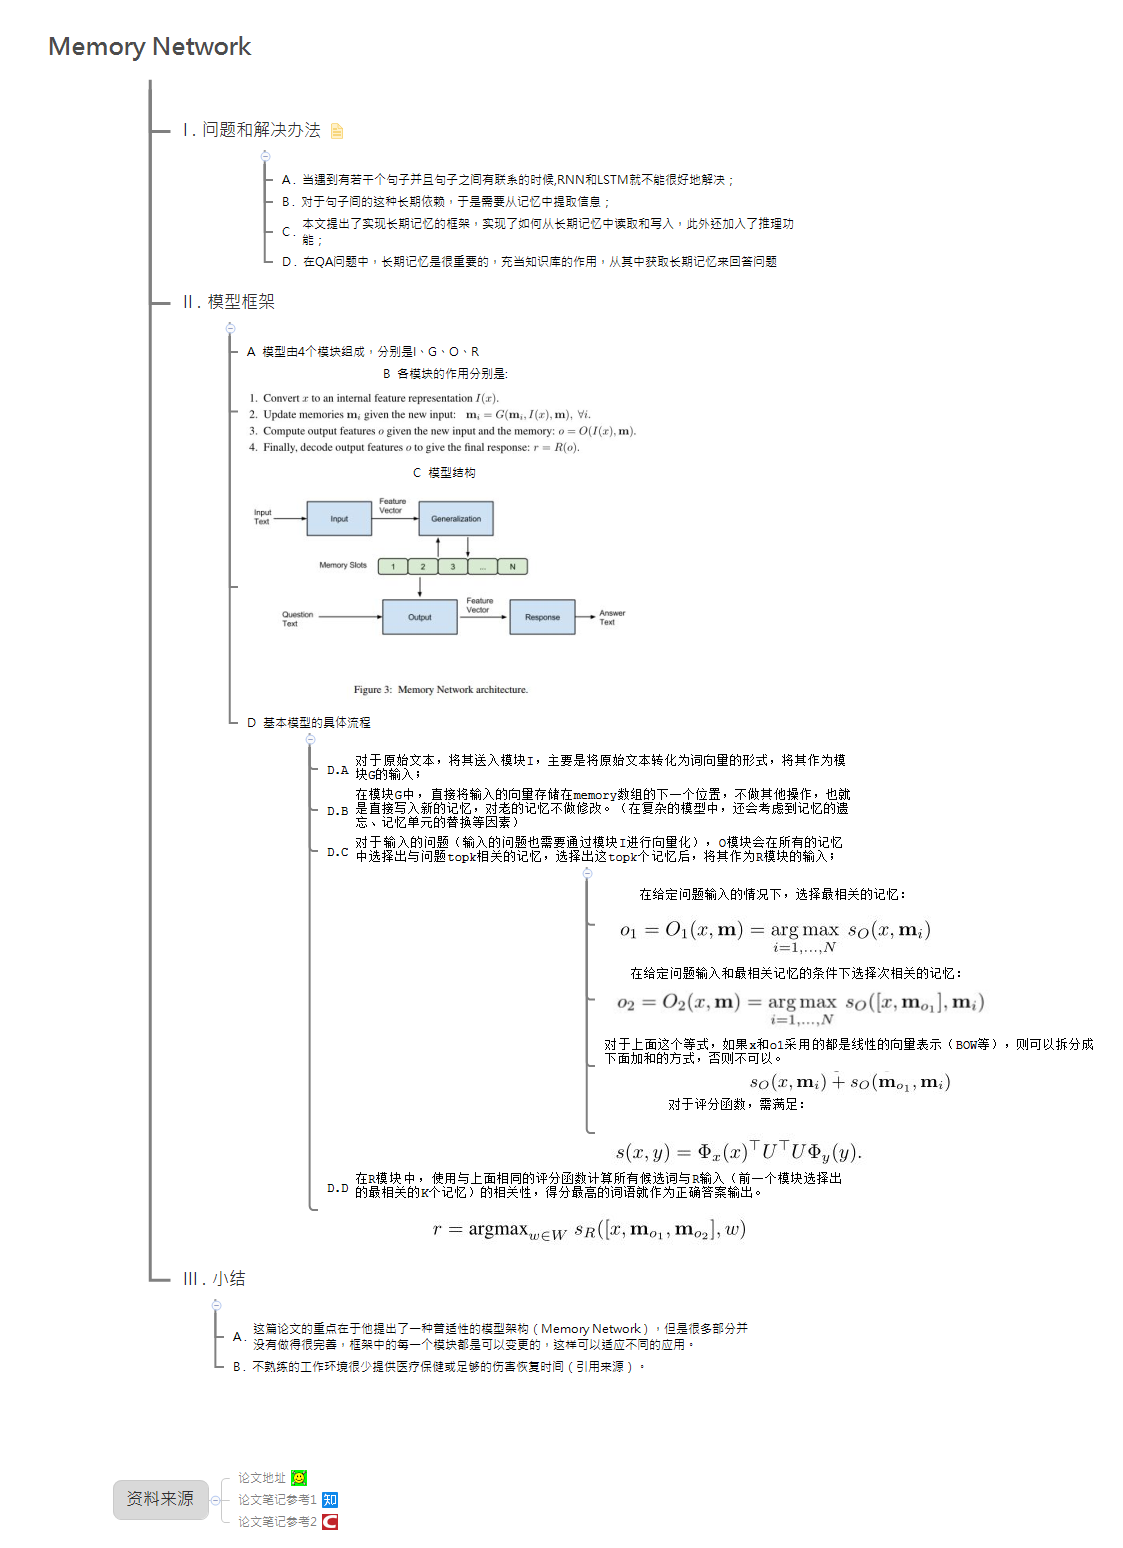 Memory Network
I. 问题和解决办法
A. 当遇到有若干个句子并且句子之间有联系的时候,RNN和LSTM就不能很好地解决；
B. 对于句子间的这种长期依赖，于是需要从记忆中提取信息；
C. 本文提出了实现长期记忆的框架，实现了如何从长期记忆中读取和写入，此外还加入了推理功
能；
D. 在QA问题中，长期记忆是很重要的，充当知识库的作用，从其中获取长期记忆来回答问题
II. 模型框架
A 模型由4个模块组成，分别是I、G、O、R
B 各模块的作用分别是:
1. Convert x to an internal feature representation I(x).
2. Update memories m_i given the new input: m_i = G(m_i, I(x), m), ∀i.
3. Compute output features o given the new input and the memory: o = O(I(x), m).
4. Finally, decode output features o to give the final response: r = R(o).
C 模型结构
Input Text
Input
Feature Vector
Generalization
Memory Slots 1 2 3 ... N
Question Text
Output
Feature Vector
Response
Answer Text
Figure 3: Memory Network architecture.
D 基本模型的具体流程
D.A 对于原始文本，将其送入模块I，主要是将原始文本转化为词向量的形式，将其作为模
块G的输入；
D.B 在模块G中，直接将输入的向量存储在memory数组的下一个位置，不做其他操作，也就
是直接写入新的记忆，对老的记忆不做修改。（在复杂的模型中，还会考虑到记忆的遗
忘、记忆单元的替换等因素）
D.C 对于输入的问题（输入的问题也需要通过模块I进行向量化），O模块会在所有的记忆
中选择出与问题topk相关的记忆，选择出这topk个记忆后，将其作为R模块的输入；
在给定问题输入的情况下，选择最相关的记忆：
o_1 = O_1(x, m) = arg max_{i=1,...,N} s_O(x, m_i)
在给定问题输入和最相关记忆的条件下选择次相关的记忆：
o_2 = O_2(x, m) = arg max_{i=1,...,N} s_O([x, m_{o_1}], m_i)
对于上面这个等式，如果x和o1采用的都是线性的向量表示（BOW等），则可以拆分成
下面加和的方式，否则不可以。
s_O(x, m_i) + s_O(m_{o_1}, m_i)
对于评分函数，需满足：
s(x, y) = Φ_x(x)^⊤ U^⊤ U Φ_y(y).
D.D 在R模块中，使用与上面相同的评分函数计算所有候选词与R输入（前一个模块选择出
的最相关的K个记忆）的相关性，得分最高的词语就作为正确答案输出。
r = argmax_{w∈W} s_R([x, m_{o_1}, m_{o_2}], w)
III. 小结
A. 这篇论文的重点在于他提出了一种普适性的模型架构（Memory Network），但是很多部分并
没有做得很完善，框架中的每一个模块都是可以变更的，这样可以适应不同的应用。
B. 不熟练的工作环境很少提供医疗保健或足够的伤害恢复时间（引用来源）。
资料来源
论文地址
论文笔记参考1 知
论文笔记参考2 C